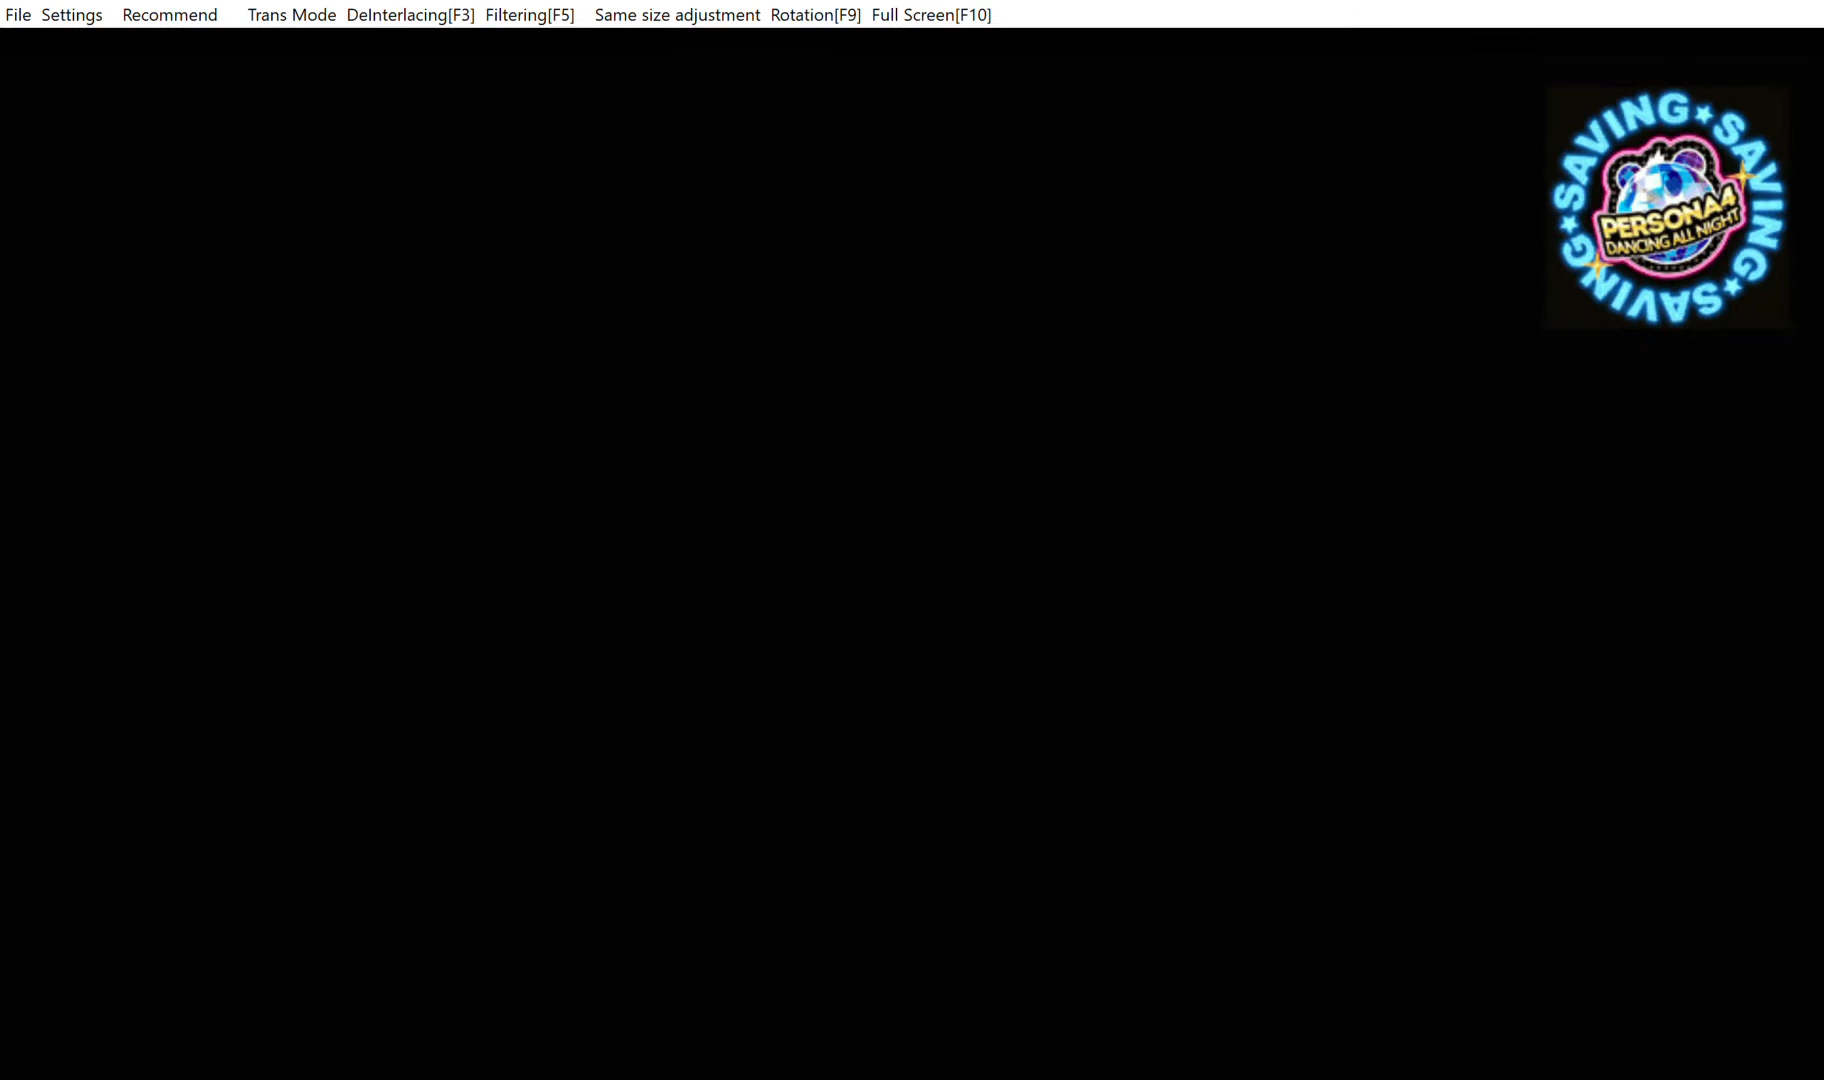 File Settings Recommend Trans Mode DeInterlacing[F3] Filtering[F5] Same size adjustment Rotation[F9] Full Screen[F10]
SAVING★SAVING★SAVING★
PERSONA4
DANCING ALL NIGHT